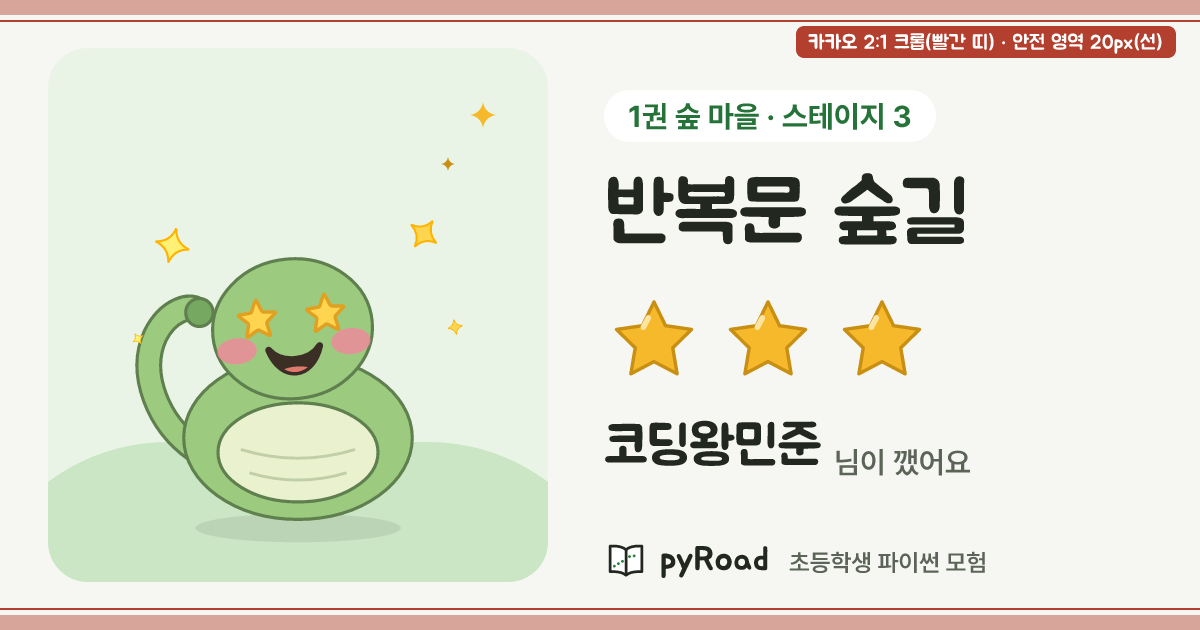 카카오 2:1 크롭(빨간 띠) · 안전 영역 20px(선)
1권 숲 마을 · 스테이지 3
반복문 숲길
코딩왕민준 님이 깼어요
pyRoad 초등학생 파이썬 모험